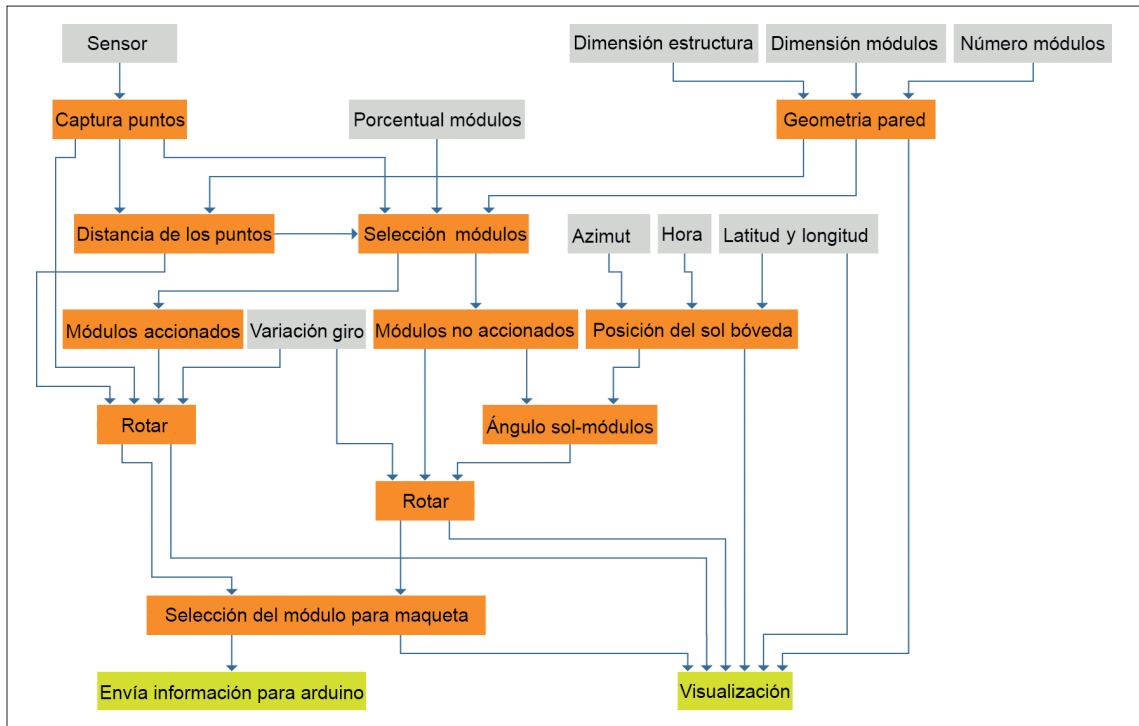 Sensor
Dimensión estructura
Dimensión módulos
Número módulos
Captura puntos
Porcentual módulos
Geometria pared
Distancia de los puntos
Selección módulos
Azimut
Hora
Latitud y longitud
Módulos accionados
Variación giro
Módulos no accionados
Posición del sol bóveda
Rotar
Ángulo sol-módulos
Rotar
Selección del módulo para maqueta
Envía información para arduino
Visualización